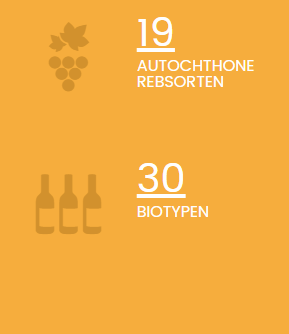 19
AUTOCHTHONE
REBSORTEN
30
BIOTYPEN